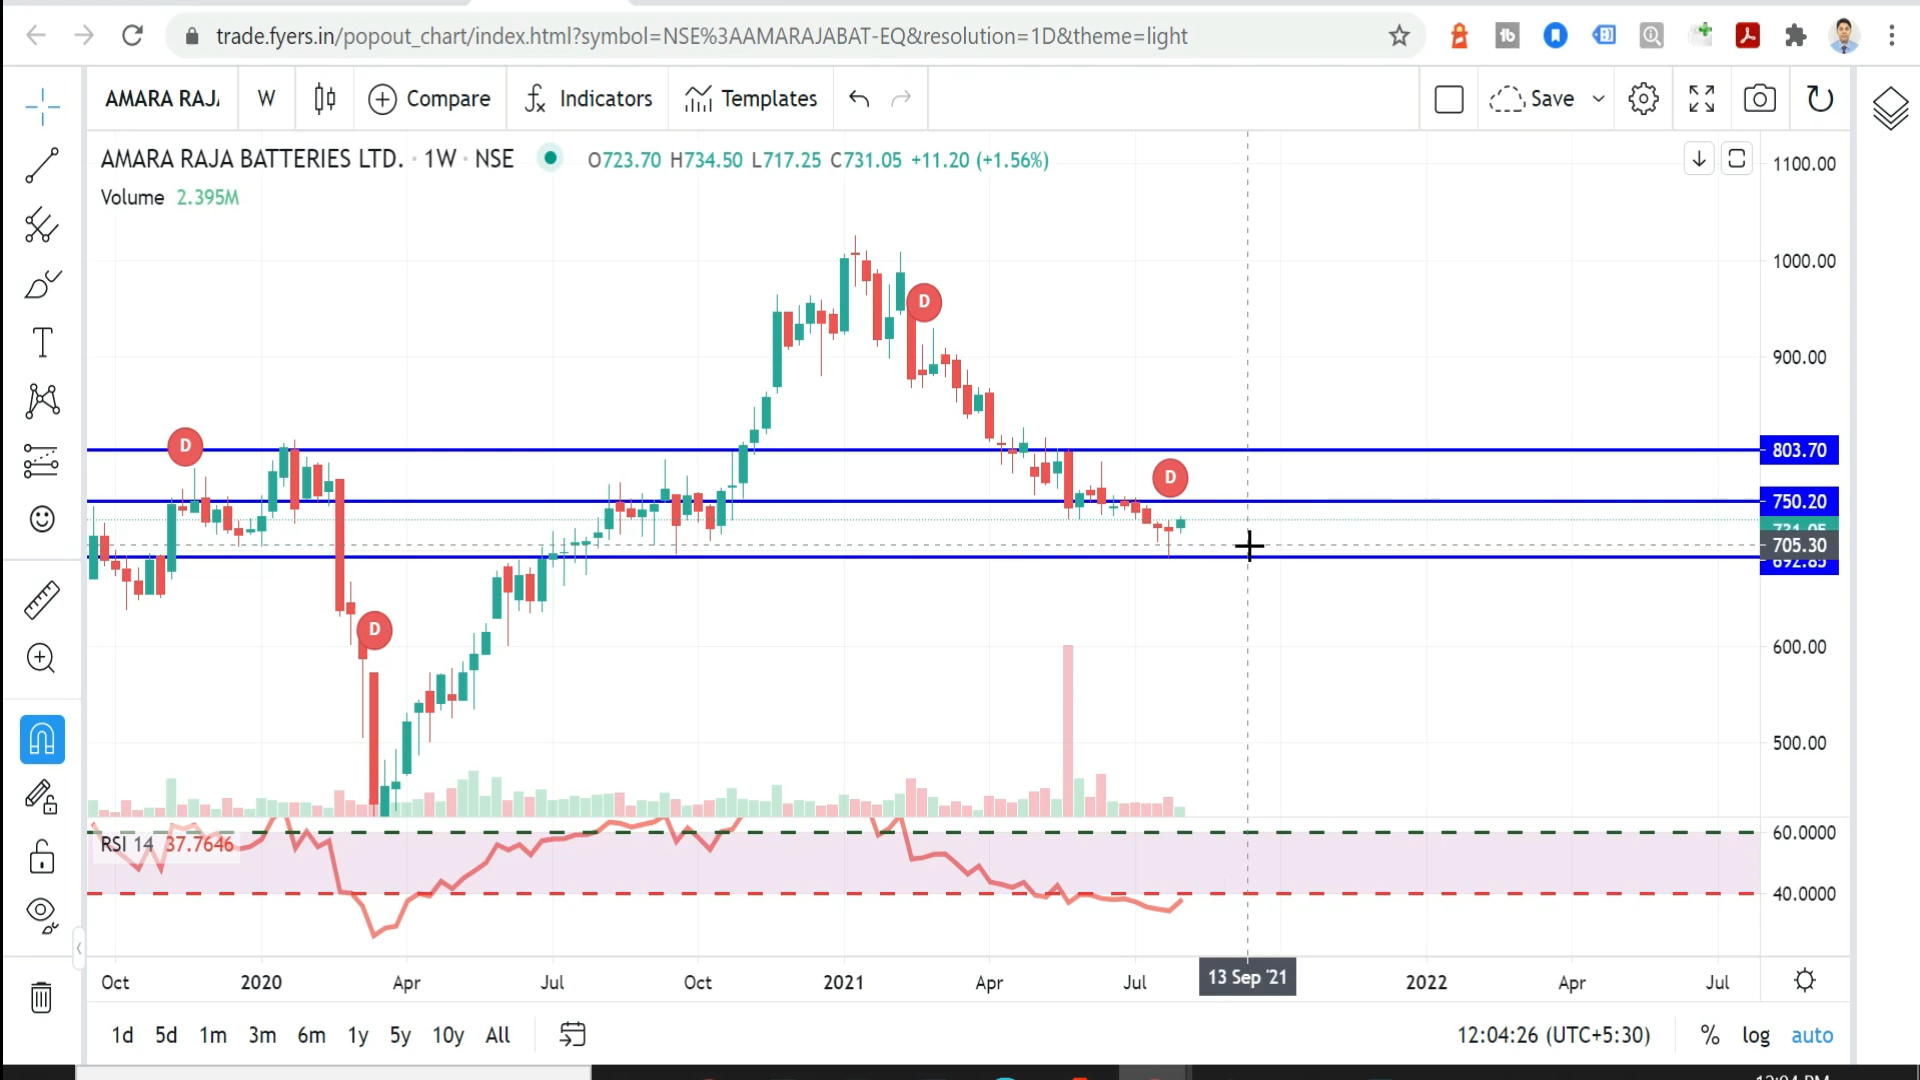 trade.fyers.in/popout_chart/index.html?symbol=NSE%3AAMARAJABAT-EQ&resolution=1D&theme=light
AMARA RAJ
W
Compare
Indicators
Templates
Save
AMARA RAJA BATTERIES LTD. · 1W · NSE
O723.70 H734.50 L717.25 C731.05 +11.20 (+1.56%)
Volume 2.395M
1100.00
1000.00
900.00
803.70
750.20
731.05
705.30
692.85
600.00
500.00
D
D
D
D
RSI 14 37.7646
60.0000
40.0000
Oct 2020 Apr Jul Oct 2021 Apr Jul 13 Sep '21 2022 Apr Jul
1d 5d 1m 3m 6m 1y 5y 10y All
12:04:26 (UTC+5:30)
% log auto